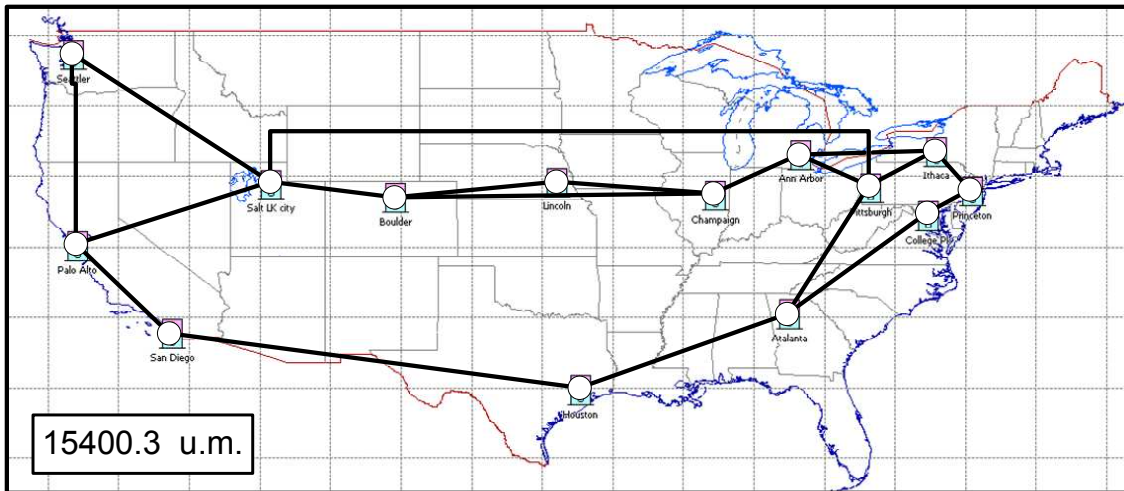 Seattler
Salt LK city
Boulder
Lincoln
Champaign
Ann Arbor
Ithaca
Pittsburgh
Princeton
College Pk
Palo Alto
San Diego
Atalanta
Houston
15400.3 u.m.